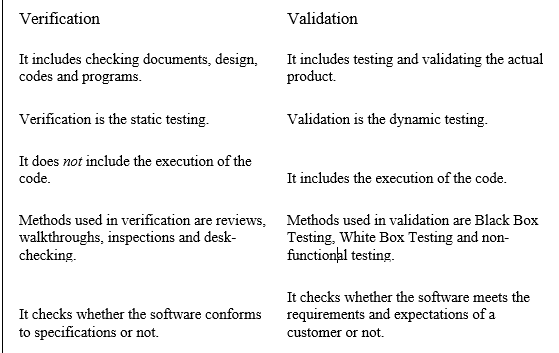 Verification
Validation
It includes checking documents, design,
codes and programs.
It includes testing and validating the actual
product.
Verification is the static testing.
Validation is the dynamic testing.
It does not include the execution of the
code.
It includes the execution of the code.
Methods used in verification are reviews,
walkthroughs, inspections and desk-
checking.
Methods used in validation are Black Box
Testing, White Box Testing and non-
functional testing.
It checks whether the software conforms
to specifications or not.
It checks whether the software meets the
requirements and expectations of a
customer or not.